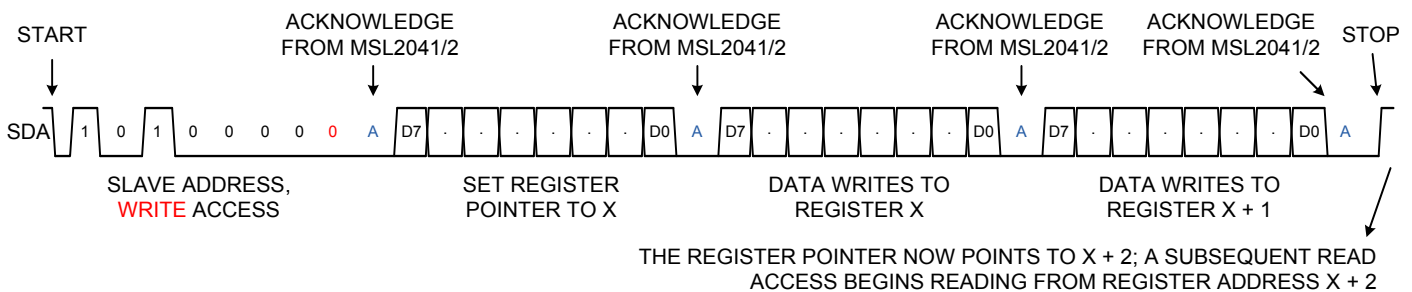 START
ACKNOWLEDGE
FROM MSL2041/2
ACKNOWLEDGE
FROM MSL2041/2
ACKNOWLEDGE
FROM MSL2041/2
ACKNOWLEDGE
FROM MSL2041/2
STOP
SDA 1 0 1 0 0 0 0 0 A D7 . . . . . . D0 A D7 . . . . . . D0 A D7 . . . . . . D0 A
SLAVE ADDRESS,
WRITE ACCESS
SET REGISTER
POINTER TO X
DATA WRITES TO
REGISTER X
DATA WRITES TO
REGISTER X + 1
THE REGISTER POINTER NOW POINTS TO X + 2; A SUBSEQUENT READ
ACCESS BEGINS READING FROM REGISTER ADDRESS X + 2